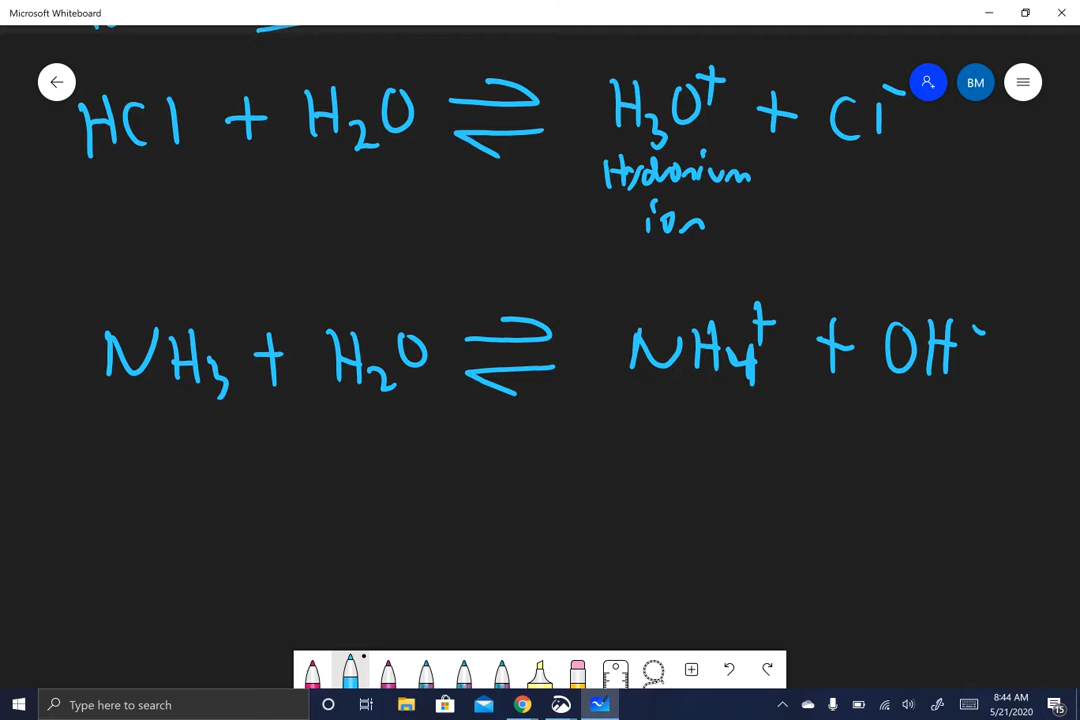 Microsoft Whiteboard
HCl + H₂O ⇌ H₃O⁺ + Cl⁻
BM
Hydronium
ion
NH₃ + H₂O ⇌ NH₄⁺ + OH⁻
Type here to search
8:44 AM
5/21/2020
15